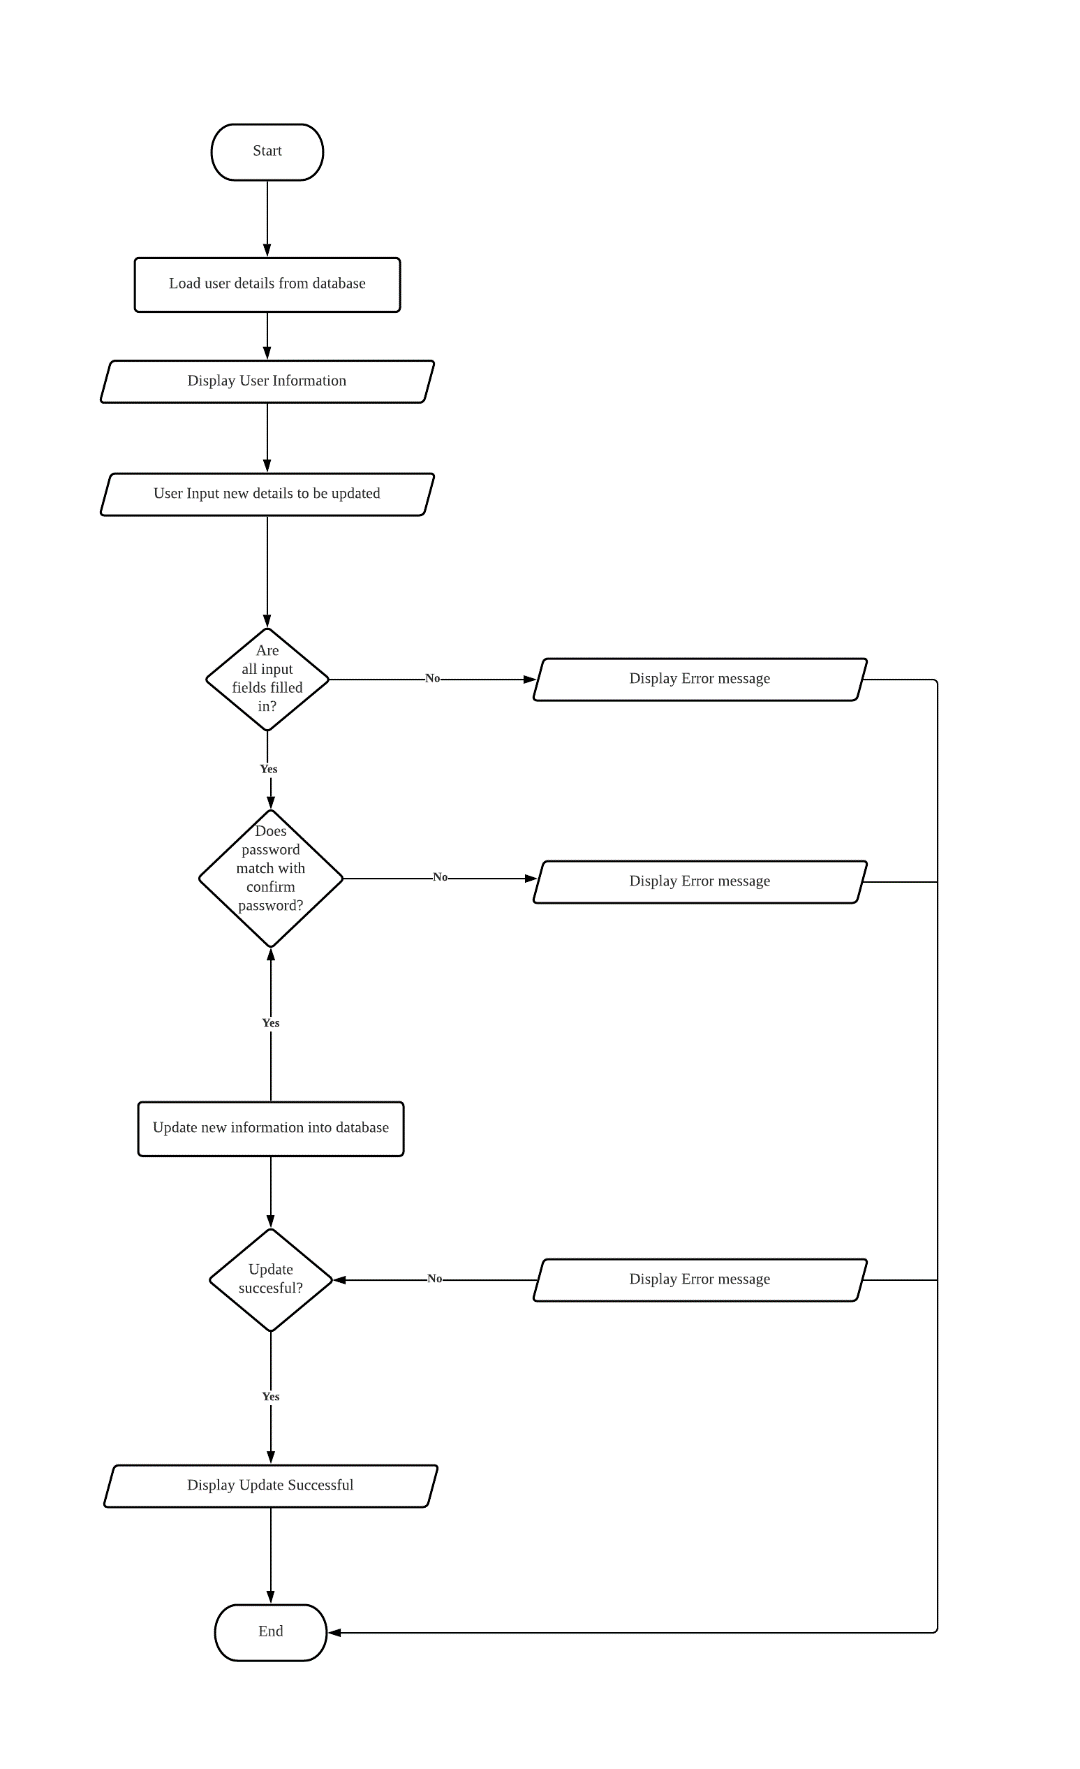 Start
Load user details from database
Display User Information
User Input new details to be updated
Are
all input
fields filled
in?
No
Display Error message
Yes
Does
password
match with
confirm
password?
No
Display Error message
Yes
Update new information into database
Update
succesful?
No
Display Error message
Yes
Display Update Successful
End